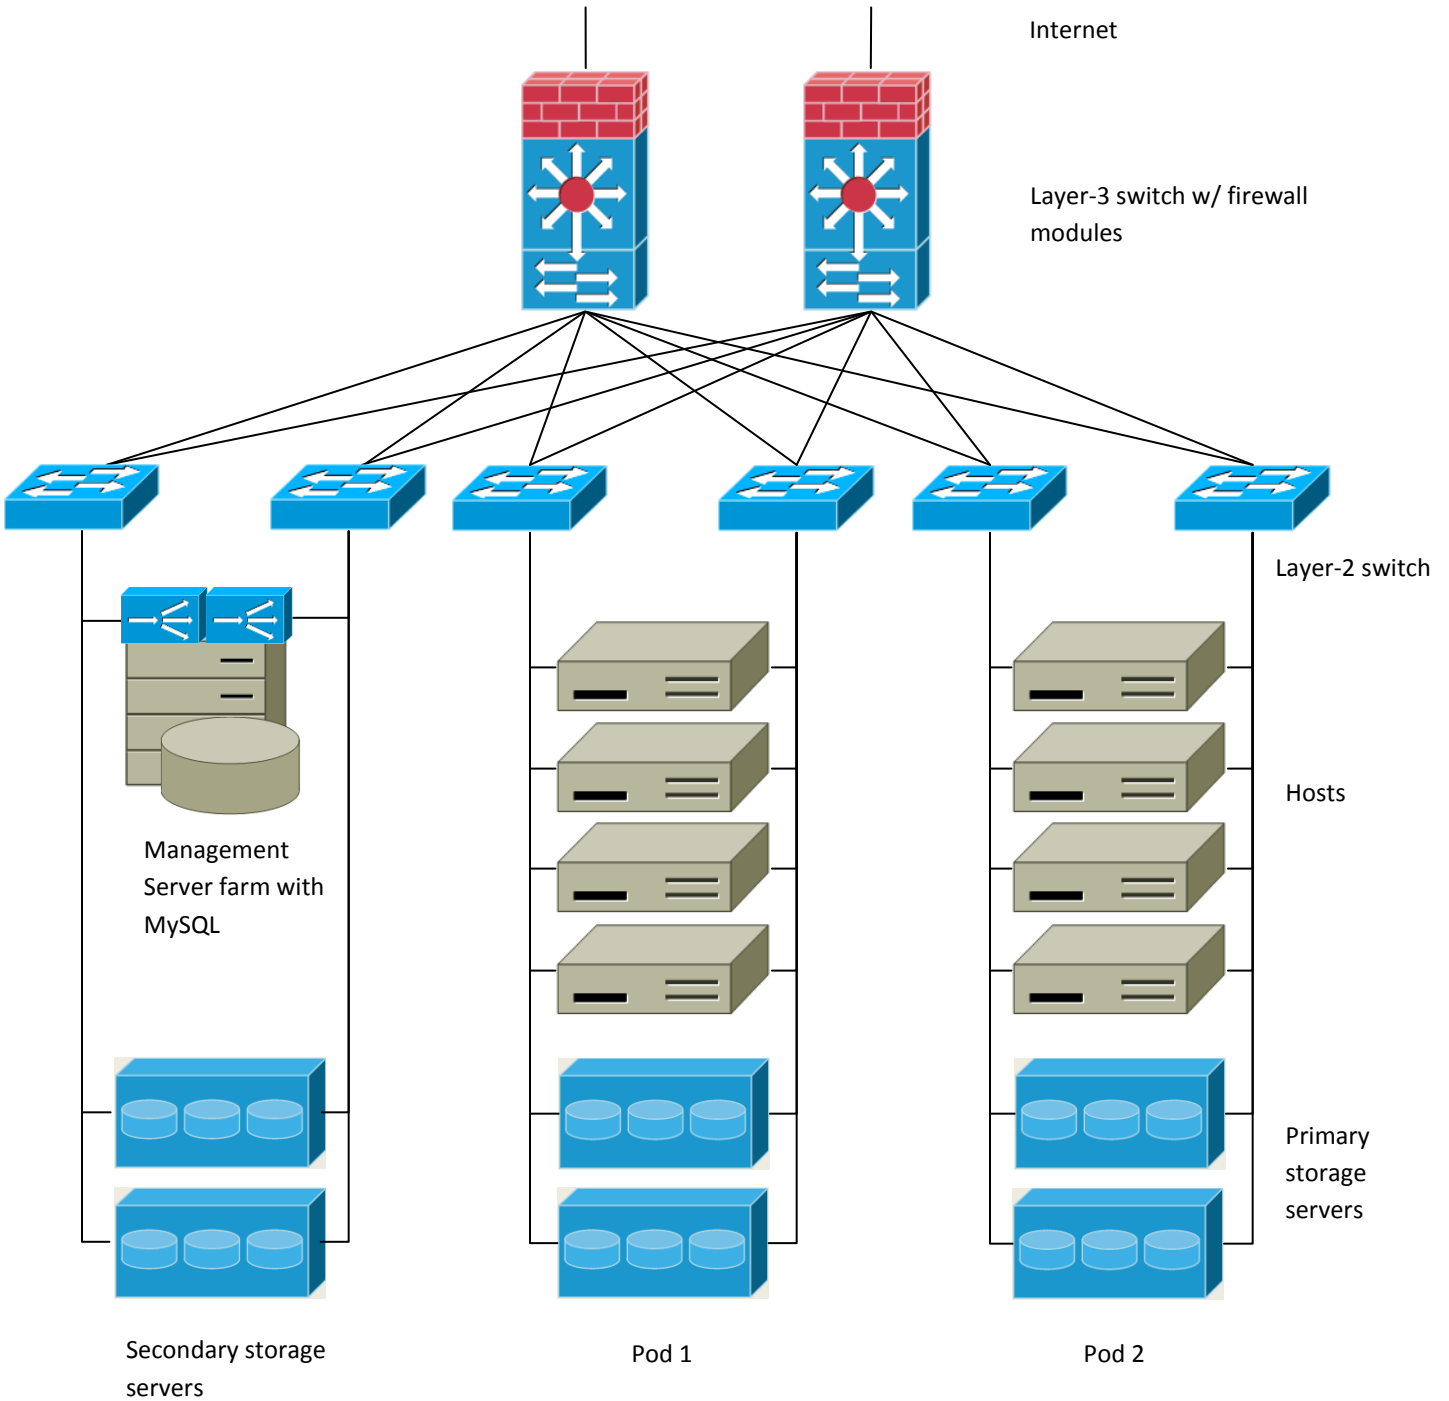 Internet
Layer-3 switch w/ firewall
modules
Layer-2 switch
Hosts
Management
Server farm with
MySQL
Primary
storage
servers
Secondary storage
servers
Pod 1
Pod 2